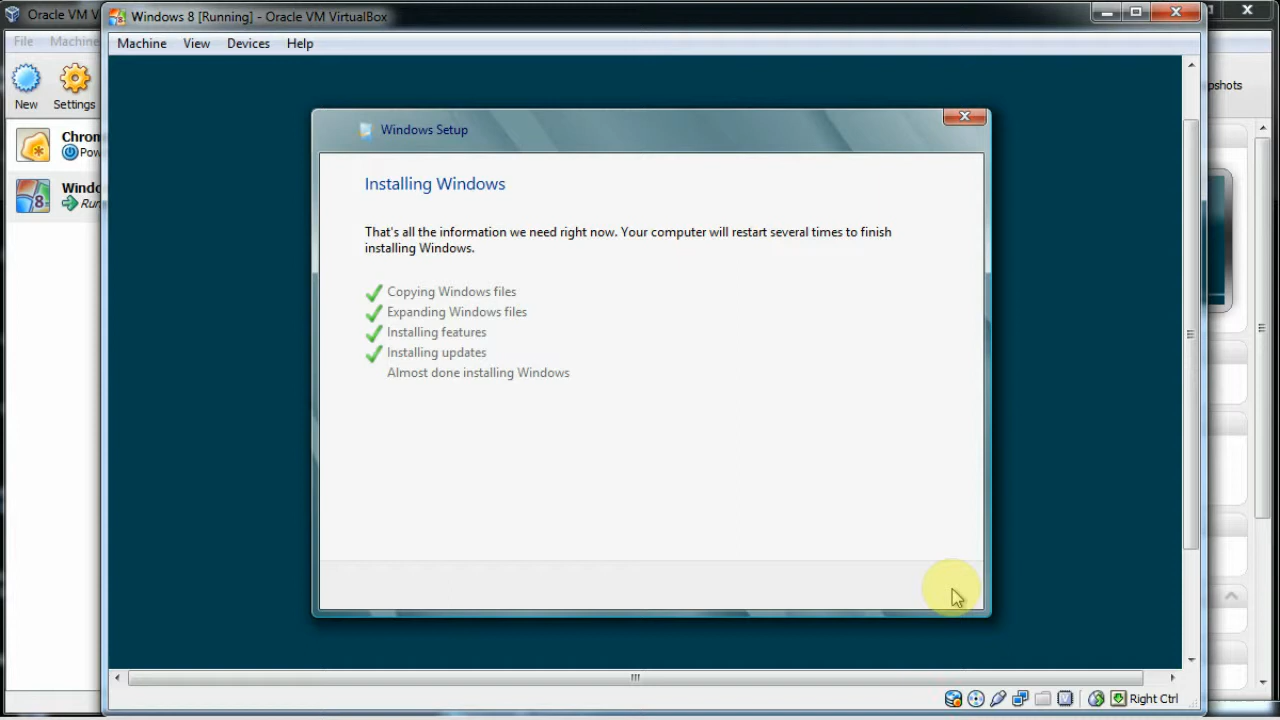 Oracle VM V
Windows 8 [Running] - Oracle VM VirtualBox
File Machine
Machine View Devices Help
New Settings
pshots
Chron
Pow
Windo
8
Run
Windows Setup
Installing Windows
That's all the information we need right now. Your computer will restart several times to finish
installing Windows.
Copying Windows files
Expanding Windows files
Installing features
Installing updates
Almost done installing Windows
Right Ctrl